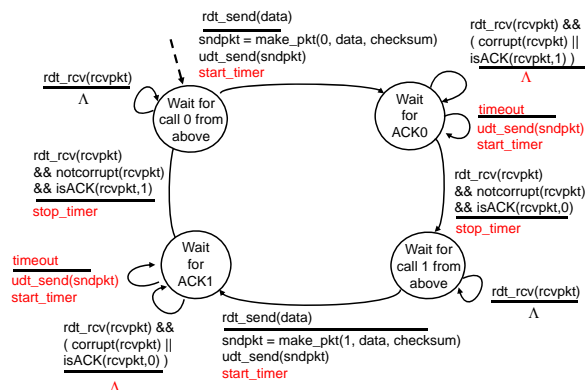 rdt_send(data)
sndpkt = make_pkt(0, data, checksum)
udt_send(sndpkt)
start_timer
rdt_rcv(rcvpkt) &&
( corrupt(rcvpkt) ||
isACK(rcvpkt,1) )
Λ
rdt_rcv(rcvpkt)
Λ
Wait for
call 0 from
above
Wait
for
ACK0
timeout
udt_send(sndpkt)
start_timer
rdt_rcv(rcvpkt)
&& notcorrupt(rcvpkt)
&& isACK(rcvpkt,1)
stop_timer
rdt_rcv(rcvpkt)
&& notcorrupt(rcvpkt)
&& isACK(rcvpkt,0)
stop_timer
timeout
udt_send(sndpkt)
start_timer
Wait
for
ACK1
Wait for
call 1 from
above
rdt_rcv(rcvpkt)
Λ
rdt_rcv(rcvpkt) &&
( corrupt(rcvpkt) ||
isACK(rcvpkt,0) )
Λ
rdt_send(data)
sndpkt = make_pkt(1, data, checksum)
udt_send(sndpkt)
start_timer